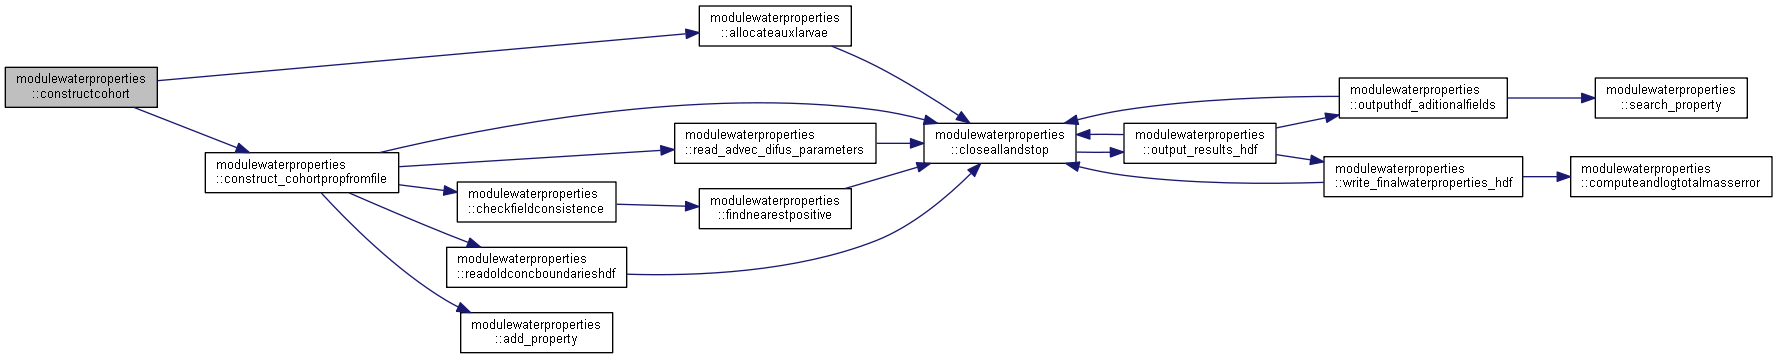 modulewaterproperties
::constructcohort
modulewaterproperties
::allocateauxlarvae
modulewaterproperties
::construct_cohortpropfromfile
modulewaterproperties
::read_advec_difus_parameters
modulewaterproperties
::checkfieldconsistence
modulewaterproperties
::findnearestpositive
modulewaterproperties
::readoldconcboundarieshdf
modulewaterproperties
::add_property
modulewaterproperties
::closeallandstop
modulewaterproperties
::output_results_hdf
modulewaterproperties
::outputhdf_aditionalfields
modulewaterproperties
::search_property
modulewaterproperties
::write_finalwaterproperties_hdf
modulewaterproperties
::computeandlogtotalmasserror